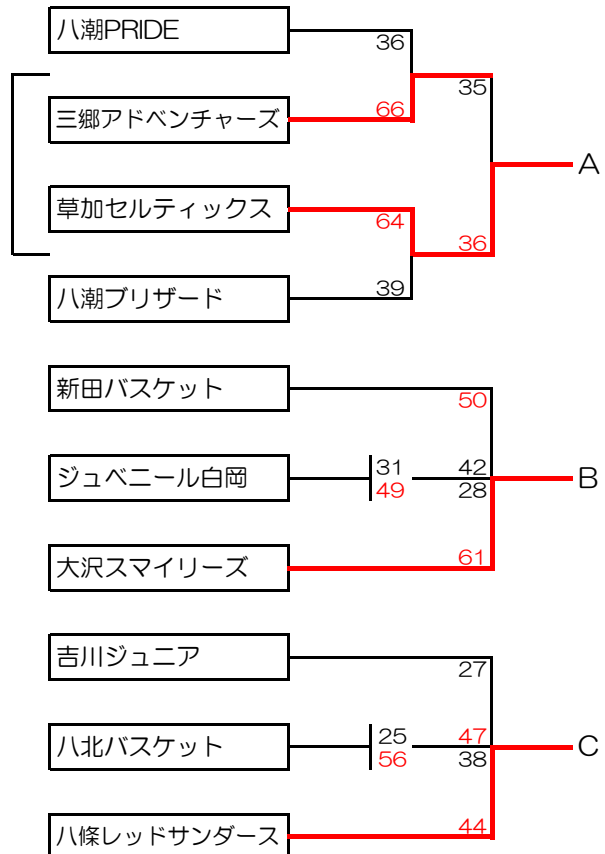 八潮PRIDE
36
35
三郷アドベンチャーズ
66
A
草加セルティックス
64
36
八潮ブリザード
39
新田バスケット
50
ジュベニール白岡
31
42
49
28
B
大沢スマイリーズ
61
吉川ジュニア
27
八北バスケット
25
47
56
38
C
八條レッドサンダース
44